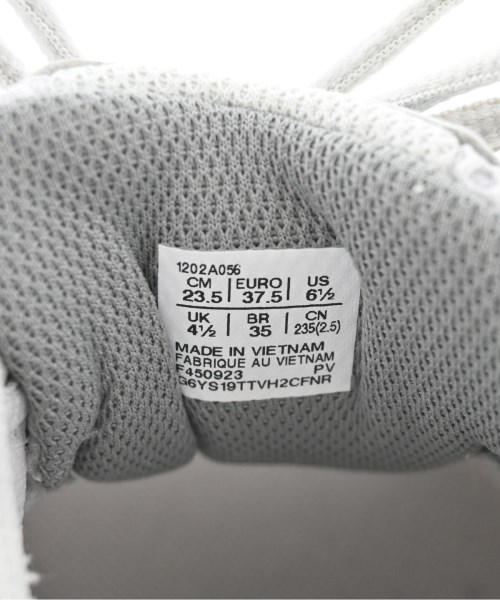 1202A056
CM EURO US
23.5 37.5 6½
UK BR CN
4½ 35 235(2.5)
MADE IN VIETNAM
FABRIQUE AU VIETNAM
F450923 PV
G6YS19TTVH2CFNR